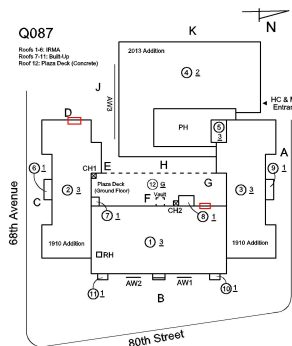 Q087
Roofs 1-6: IRMA
Roofs 7-11: Built-Up
Roof 12: Plaza Deck (Concrete)
K
N
2013 Addition
4 2
J
AW3
HC & M
Entran
PH
5
3
D
H
E
CH1
A
6 1
9 1
Plaza Deck
(Ground Floor)
12 G
G
C
2 3
Vault
F
CH2
3 3
7 1
8 1
68th Avenue
1910 Addition
1 3
1910 Addition
RH
11 1
AW2
AW1
10 1
B
80th Street